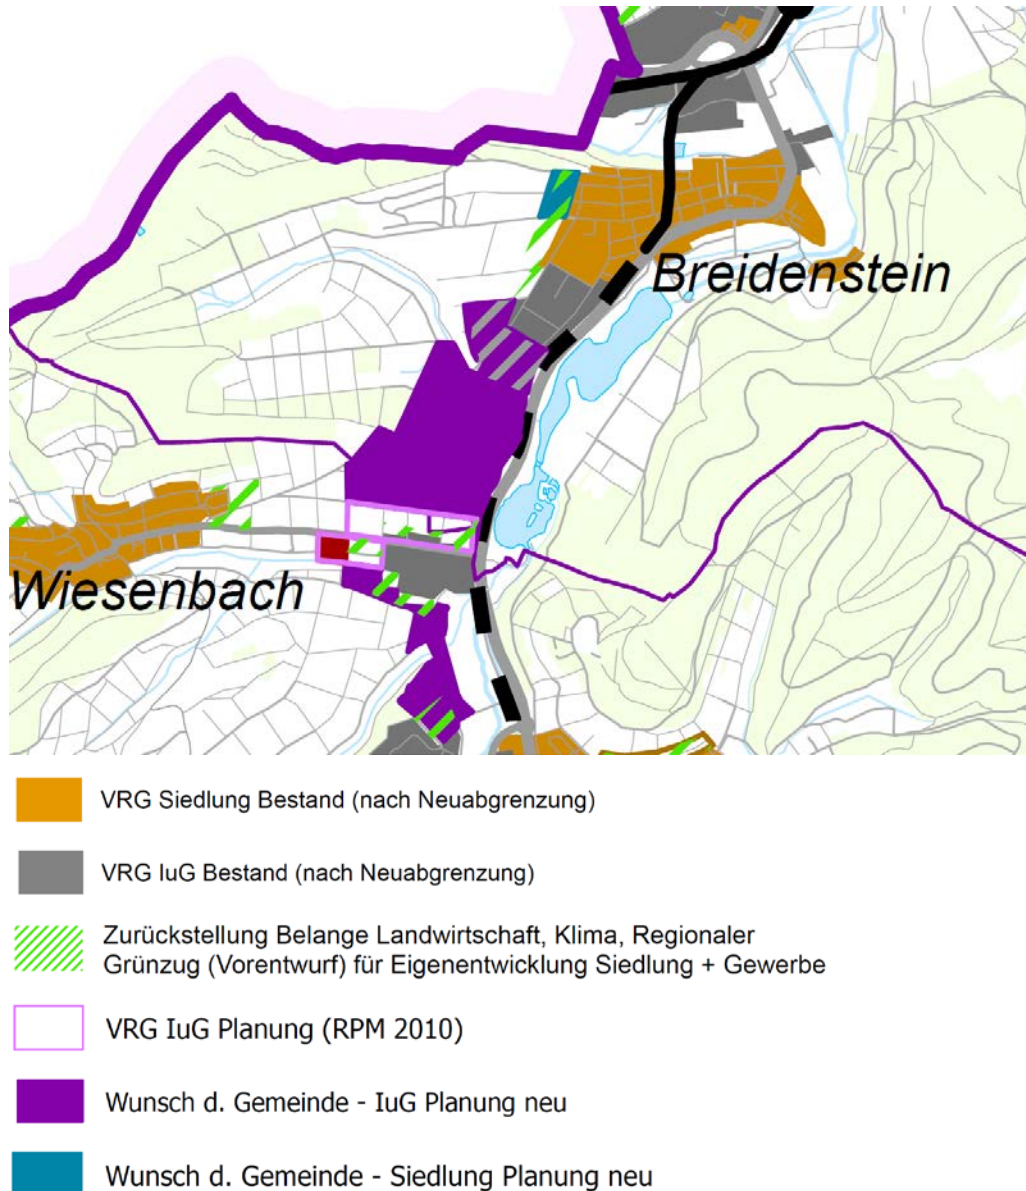 Breidenstein
Wiesenbach
VRG Siedlung Bestand (nach Neuabgrenzung)
VRG IuG Bestand (nach Neuabgrenzung)
Zurückstellung Belange Landwirtschaft, Klima, Regionaler
Grünzug (Vorentwurf) für Eigenentwicklung Siedlung + Gewerbe
VRG IuG Planung (RPM 2010)
Wunsch d. Gemeinde - IuG Planung neu
Wunsch d. Gemeinde - Siedlung Planung neu